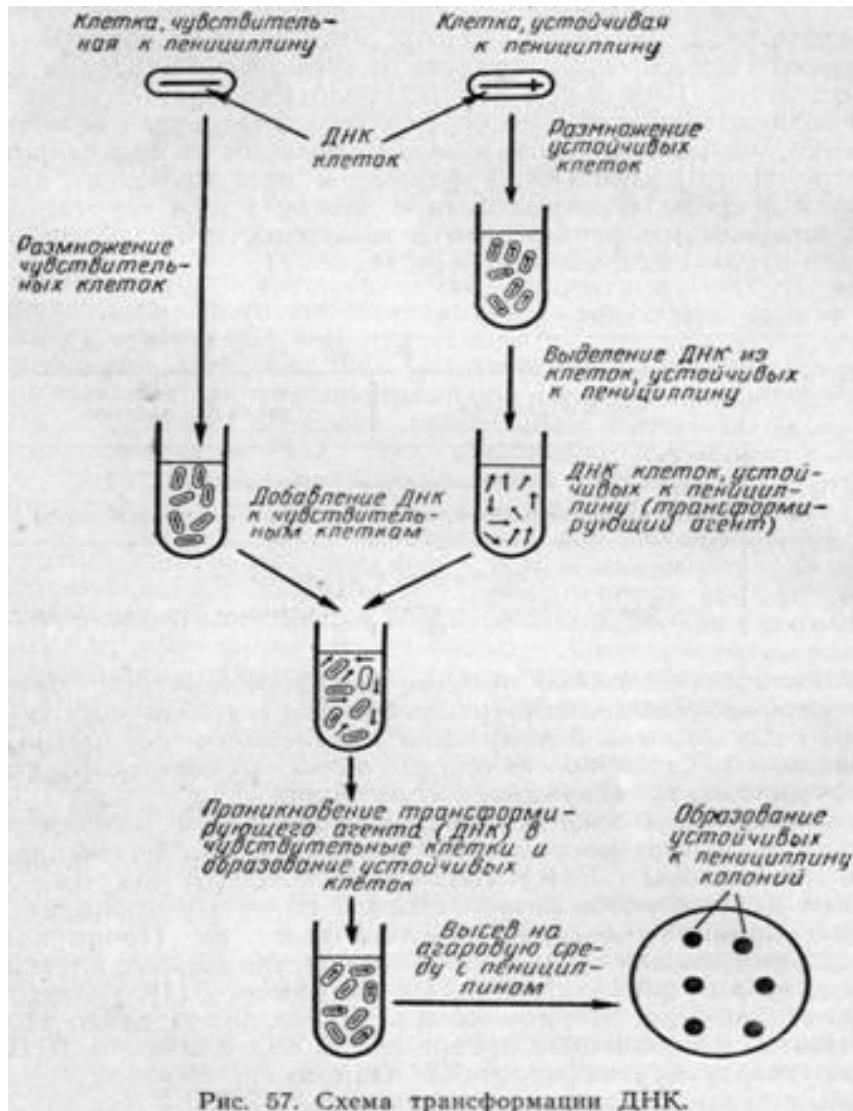 Клетка, чувствитель-
ная к пенициллину
Клетка, устойчивая
к пенициллину
ДНК
клеток
Размножение
устойчивых
клеток
Размножение
чувствитель-
ных клеток
Выделение ДНК из
клеток, устойчивых
к пенициллину
Добавление ДНК
к чувствитель-
ным клеткам
ДНК клеток, устой-
чивых к пеницил-
лину (трансформи-
рующий агент)
Проникновение трансформи-
рующего агента (ДНК) в
чувствительные клетки и
образование устойчивых
клеток
Высев на
агаровую сре-
ду с пеницил-
лином
Образование
устойчивых
к пенициллину
колоний
Рис. 57. Схема трансформации ДНК.